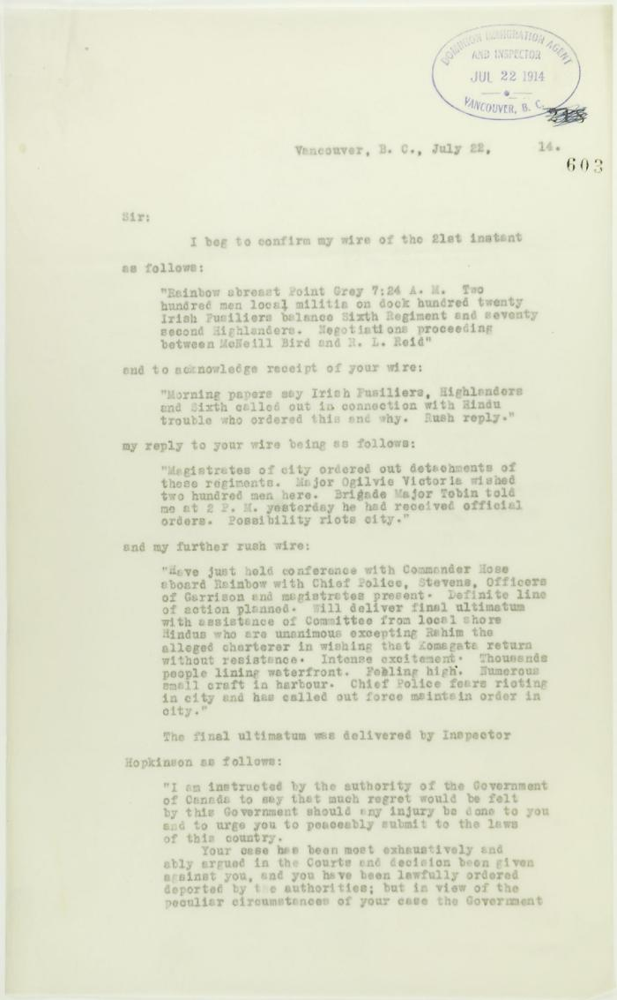 DOMINION IMMIGRATION AGENT
AND INSPECTOR
JUL 22 1914
VANCOUVER, B. C.
Vancouver, B. C., July 22, 14.
603
Sir:
I beg to confirm my wire of the 21st instant
as follows:
"Rainbow abreast Point Grey 7:24 A. M. Two
hundred men local militia on dock hundred twenty
Irish Fusiliers balance Sixth Regiment and seventy
second Highlanders. Negotiations proceeding
between McNeill Bird and R. L. Reid"
and to acknowledge receipt of your wire:
"Morning papers say Irish Fusiliers, Highlanders
and Sixth called out in connection with Hindu
trouble who ordered this and why. Rush reply."
my reply to your wire being as follows:
"Magistrates of city ordered out detachments of
these regiments. Major Ogilvie Victoria wished
two hundred men here. Brigade Major Tobin told
me at 2 P. M. yesterday he had received official
orders. Possibility riots city."
and my further rush wire:
"Have just held conference with Commander Hose
aboard Rainbow with Chief Police, Stevens, Officers
of Garrison and magistrates present. Definite line
of action planned. Will deliver final ultimatum
with assistance of Committee from local shore
Hindus who are unanimous excepting Rahim the
alleged charterer in wishing that Komagata return
without resistance. Intense excitement. Thousands
people lining waterfront. Feeling high. Numerous
small craft in harbour. Chief Police fears rioting
in city and has called out force maintain order in
city."
The final ultimatum was delivered by Inspector
Hopkinson as follows:
"I am instructed by the authority of the Government
of Canada to say that much regret would be felt
by this Government should any injury be done to you
and to urge you to peaceably submit to the laws
of this country.
Your case has been most exhaustively and
ably argued in the Courts and decision been given
against you, and you have been lawfully ordered
deported by the authorities; but in view of the
peculiar circumstances of your case the Government